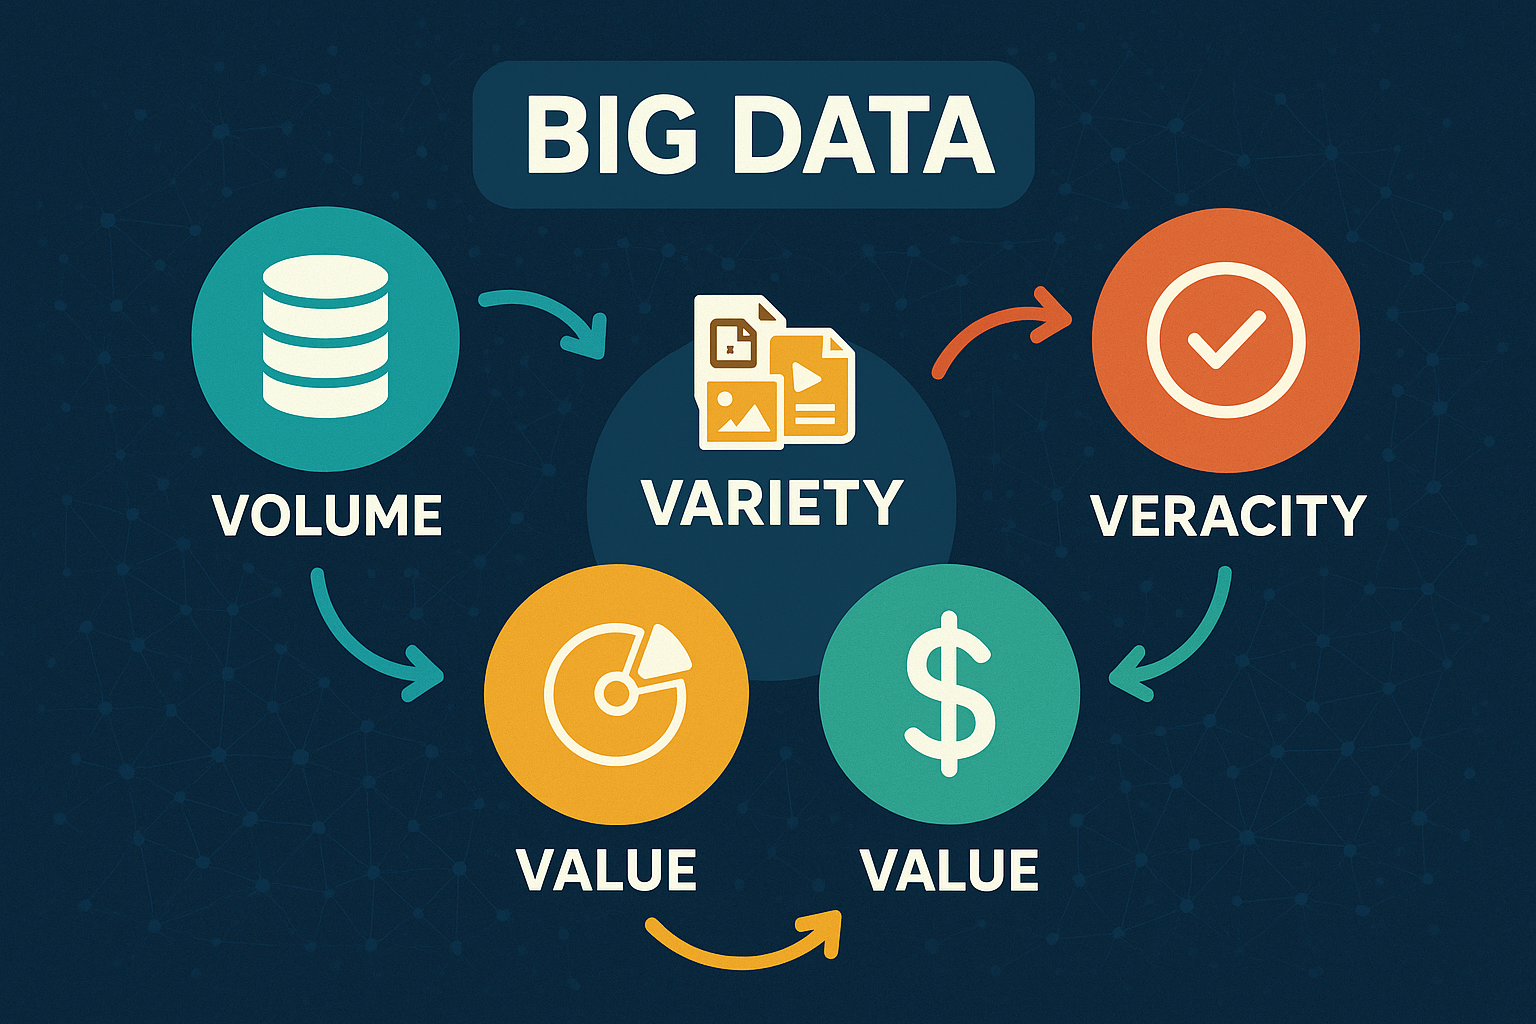 BIG DATA
VOLUME
VARIETY
VERACITY
VALUE
VALUE